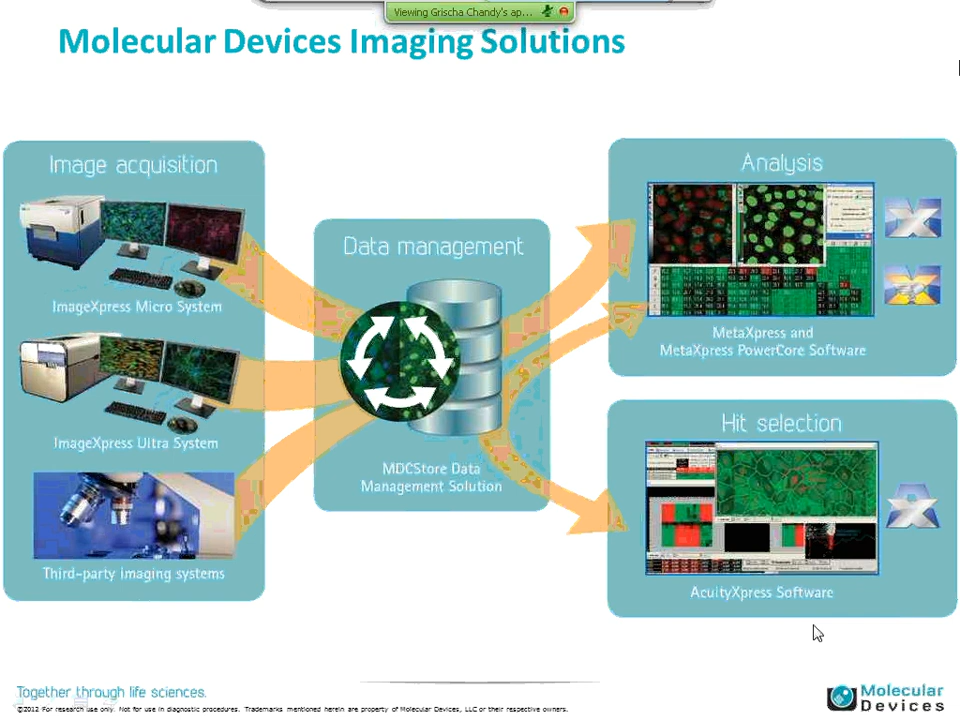 Viewing Grischa Chandy's ap...
Molecular Devices Imaging Solutions
Image acquisition
ImageXpress Micro System
ImageXpress Ultra System
Third-party imaging systems
Data management
MDCStore Data
Management Solution
Analysis
MetaXpress and
MetaXpress PowerCore Software
Hit selection
AcuityXpress Software
Together through life sciences.
©2012 For research use only. Not for use in diagnostic procedures. Trademarks mentioned herein are property of Molecular Devices, LLC or their respective owners.
Molecular
Devices